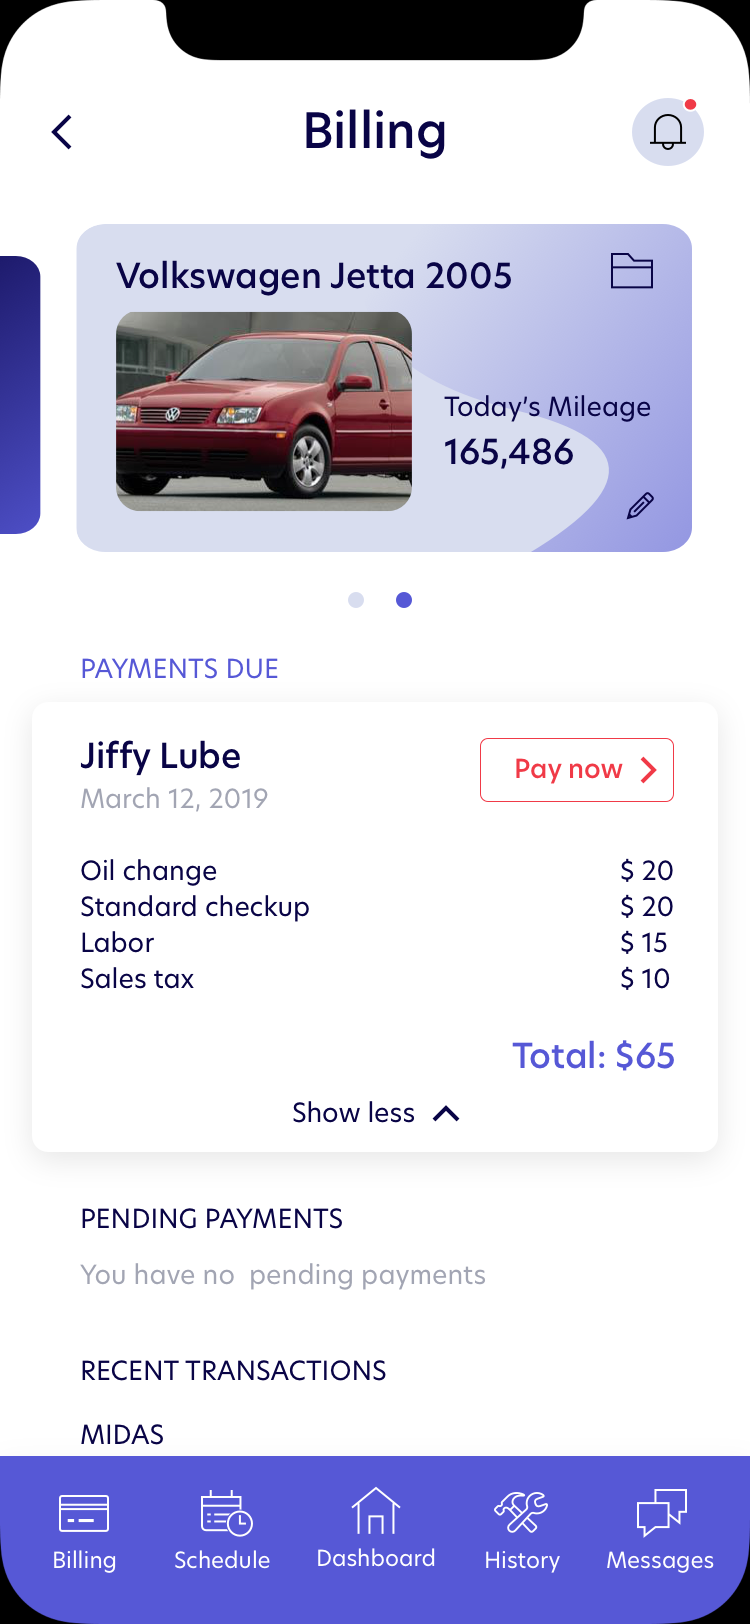 Billing
Volkswagen Jetta 2005
Today's Mileage
165,486
PAYMENTS DUE
Jiffy Lube
Pay now
March 12, 2019
Oil change $ 20
Standard checkup $ 20
Labor $ 15
Sales tax $ 10
Total: $65
Show less
PENDING PAYMENTS
You have no  pending payments
RECENT TRANSACTIONS
MIDAS
Billing Schedule Dashboard History Messages